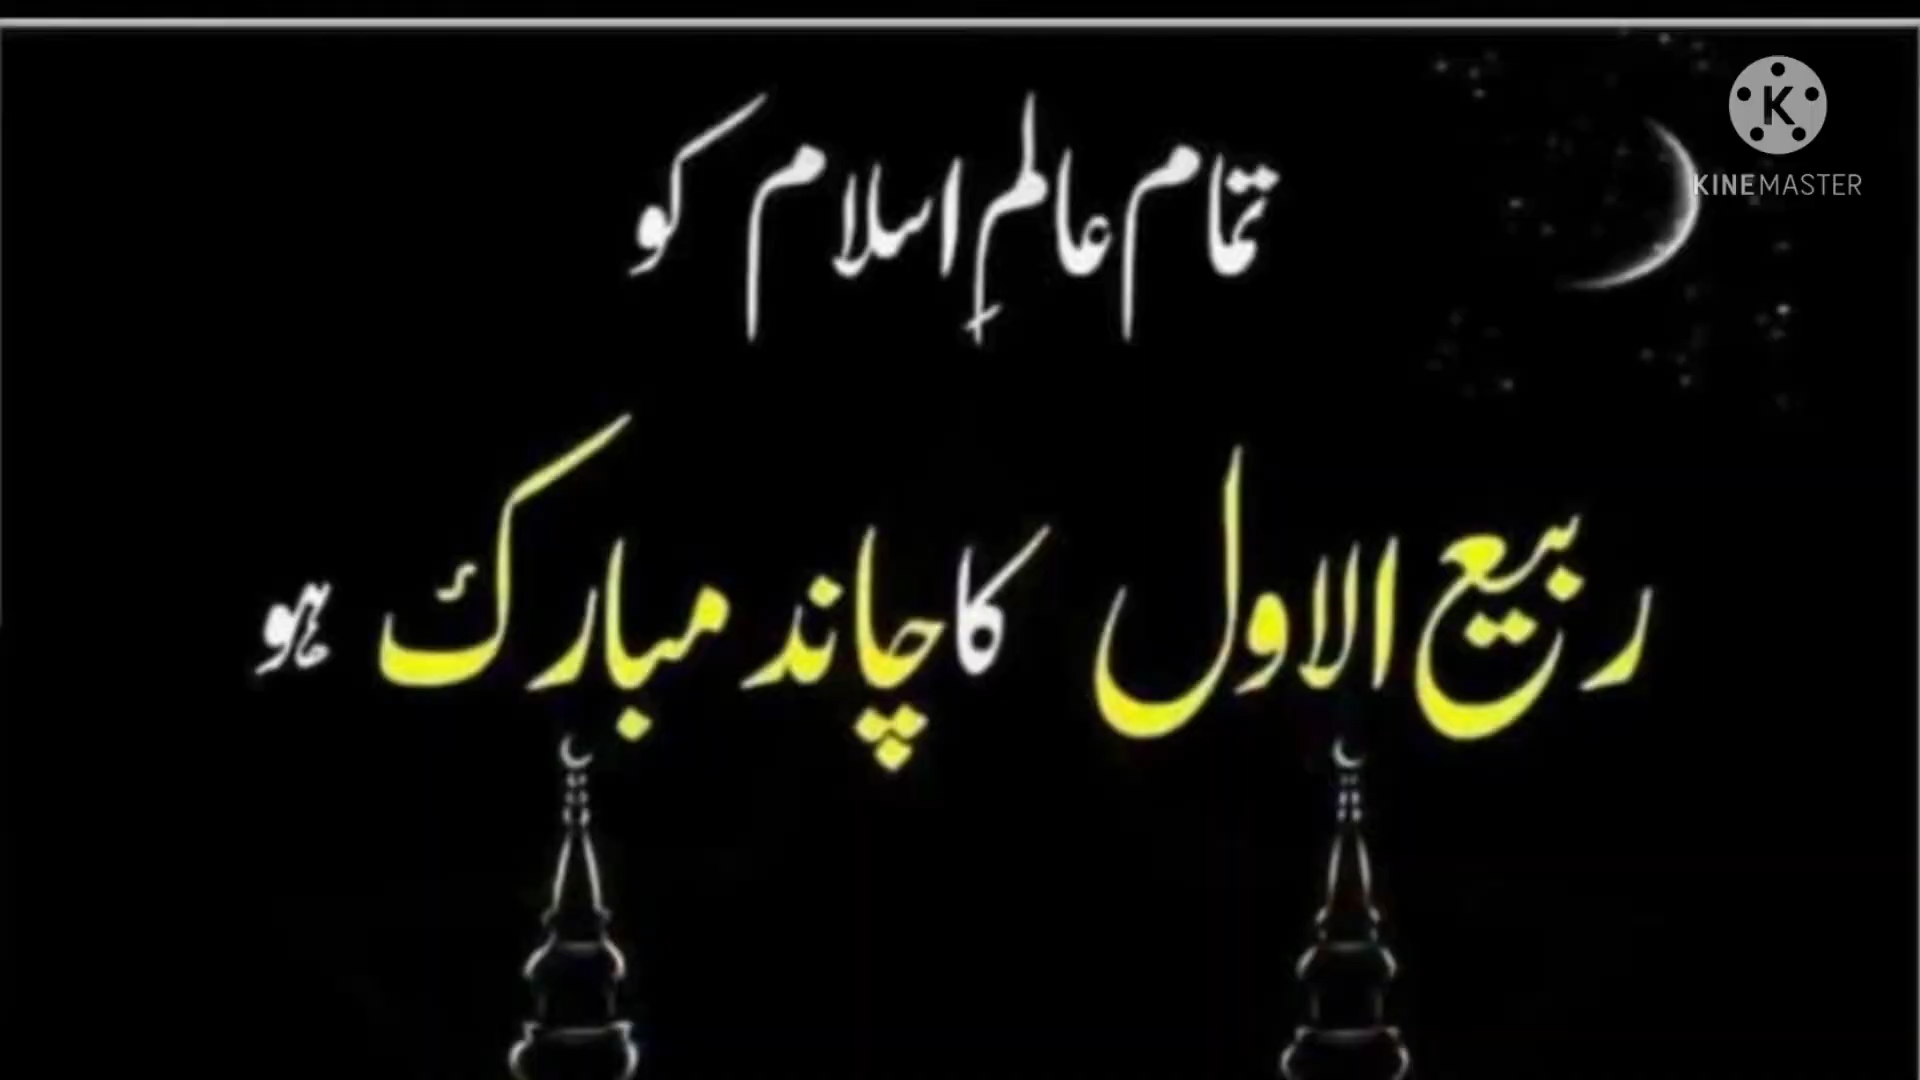 تمام عالمِ اسلام کو
ربیع الاول کا چاند مبارک ہو
KINEMASTER